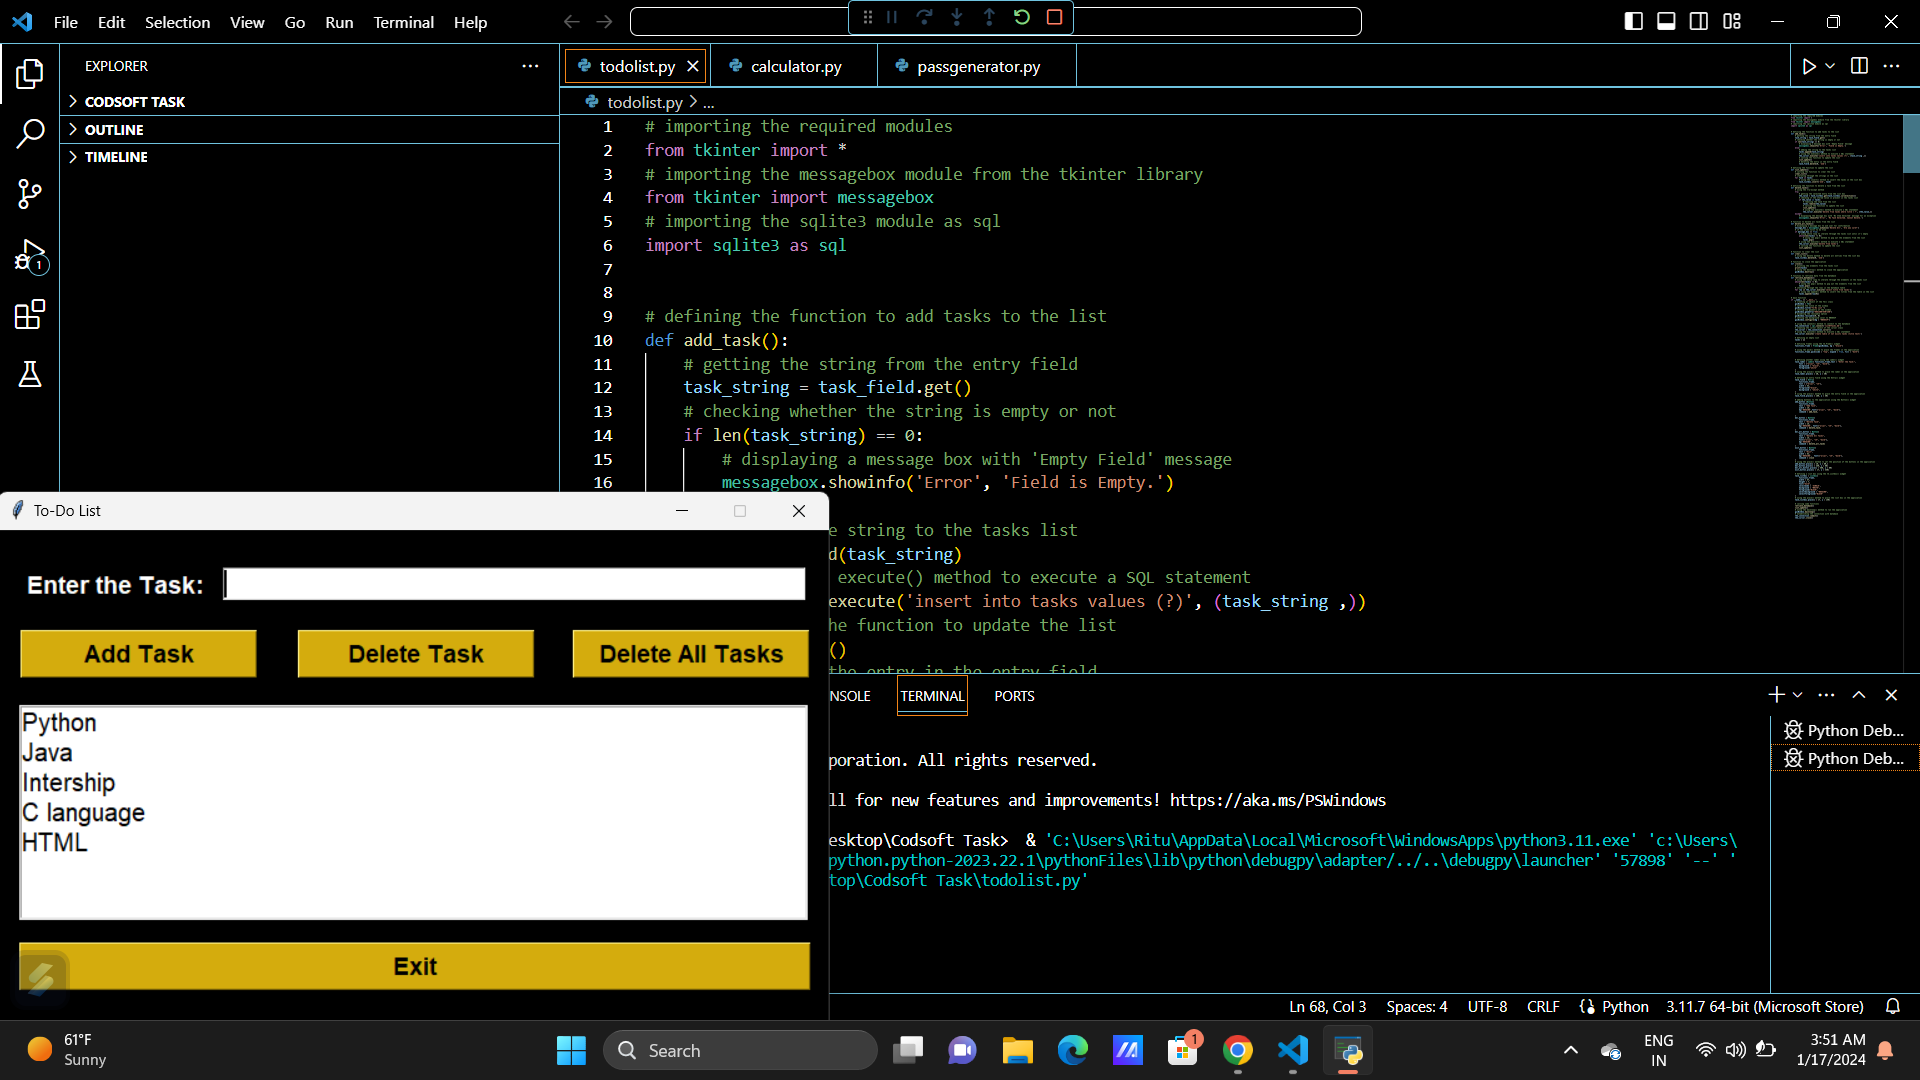 File Edit Selection View Go Run Terminal Help
EXPLORER
CODSOFT TASK
OUTLINE
TIMELINE
1
todolist.py
calculator.py
passgenerator.py
todolist.py > ...
1 # importing the required modules
2 from tkinter import *
3 # importing the messagebox module from the tkinter library
4 from tkinter import messagebox
5 # importing the sqlite3 module as sql
6 import sqlite3 as sql
7
8
9 # defining the function to add tasks to the list
10 def add_task():
11 # getting the string from the entry field
12 task_string = task_field.get()
13 # checking whether the string is empty or not
14 if len(task_string) == 0:
15 # displaying a message box with 'Empty Field' message
16 messagebox.showinfo('Error', 'Field is Empty.')
e string to the tasks list
d(task_string)
execute() method to execute a SQL statement
execute('insert into tasks values (?)', (task_string ,))
he function to update the list
()
the entry in the entry field
To-Do List
Enter the Task:
Add Task
Delete Task
Delete All Tasks
Python
Java
Intership
C language
HTML
Exit
NSOLE
TERMINAL
PORTS
poration. All rights reserved.
ll for new features and improvements! https://aka.ms/PSWindows
esktop\Codsoft Task> & 'C:\Users\Ritu\AppData\Local\Microsoft\WindowsApps\python3.11.exe' 'c:\Users\
python.python-2023.22.1\pythonFiles\lib\python\debugpy\adapter/../..\debugpy\launcher' '57898' '--' '
top\Codsoft Task\todolist.py'
Python Deb...
Python Deb...
Ln 68, Col 3 Spaces: 4 UTF-8 CRLF Python 3.11.7 64-bit (Microsoft Store)
61°F
Sunny
Search
1
ENG
IN
3:51 AM
1/17/2024